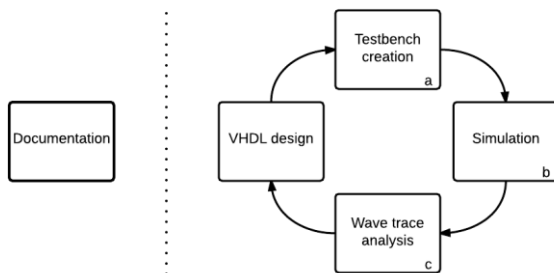 Testbench
creation
a
Documentation
VHDL design
Simulation
b
Wave trace
analysis
c